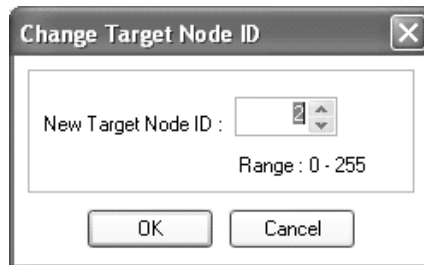 Change Target Node ID
New Target Node ID : 2
Range : 0 - 255
OK Cancel